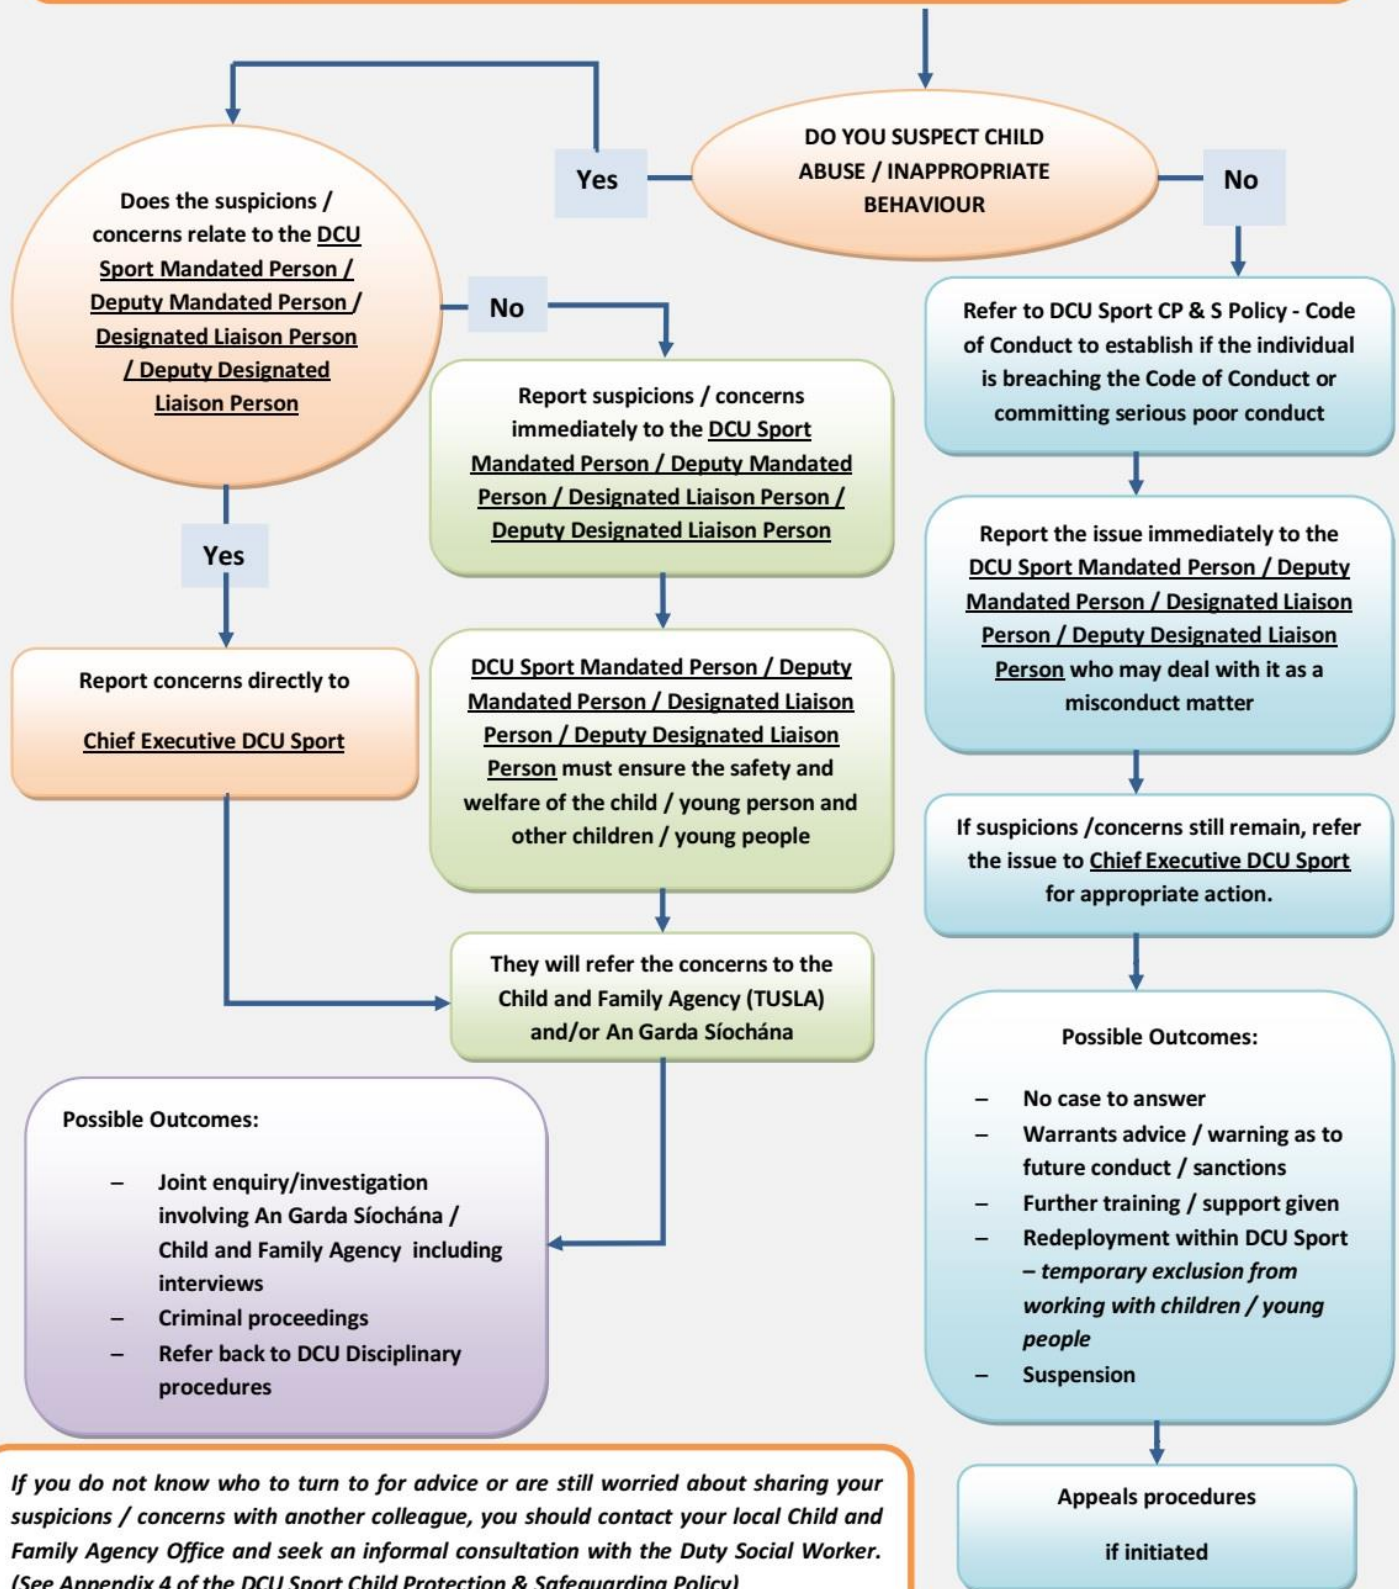 DO YOU SUSPECT CHILD
ABUSE / INAPPROPRIATE
BEHAVIOUR
Yes
No
Does the suspicions /
concerns relate to the DCU
Sport Mandated Person /
Deputy Mandated Person /
Designated Liaison Person
/ Deputy Designated
Liaison Person
No
Yes
Report concerns directly to
Chief Executive DCU Sport
Report suspicions / concerns
immediately to the DCU Sport
Mandated Person / Deputy Mandated
Person / Designated Liaison Person /
Deputy Designated Liaison Person
DCU Sport Mandated Person / Deputy
Mandated Person / Designated Liaison
Person / Deputy Designated Liaison
Person must ensure the safety and
welfare of the child / young person and
other children / young people
They will refer the concerns to the
Child and Family Agency (TUSLA)
and/or An Garda Síochána
Possible Outcomes:
– Joint enquiry/investigation
involving An Garda Síochána /
Child and Family Agency including
interviews
– Criminal proceedings
– Refer back to DCU Disciplinary
procedures
Refer to DCU Sport CP & S Policy - Code
of Conduct to establish if the individual
is breaching the Code of Conduct or
committing serious poor conduct
Report the issue immediately to the
DCU Sport Mandated Person / Deputy
Mandated Person / Designated Liaison
Person / Deputy Designated Liaison
Person who may deal with it as a
misconduct matter
If suspicions /concerns still remain, refer
the issue to Chief Executive DCU Sport
for appropriate action.
Possible Outcomes:
– No case to answer
– Warrants advice / warning as to
future conduct / sanctions
– Further training / support given
– Redeployment within DCU Sport
– temporary exclusion from
working with children / young
people
– Suspension
Appeals procedures
if initiated
If you do not know who to turn to for advice or are still worried about sharing your
suspicions / concerns with another colleague, you should contact your local Child and
Family Agency Office and seek an informal consultation with the Duty Social Worker.
(See Appendix 4 of the DCU Sport Child Protection & Safeguarding Policy)